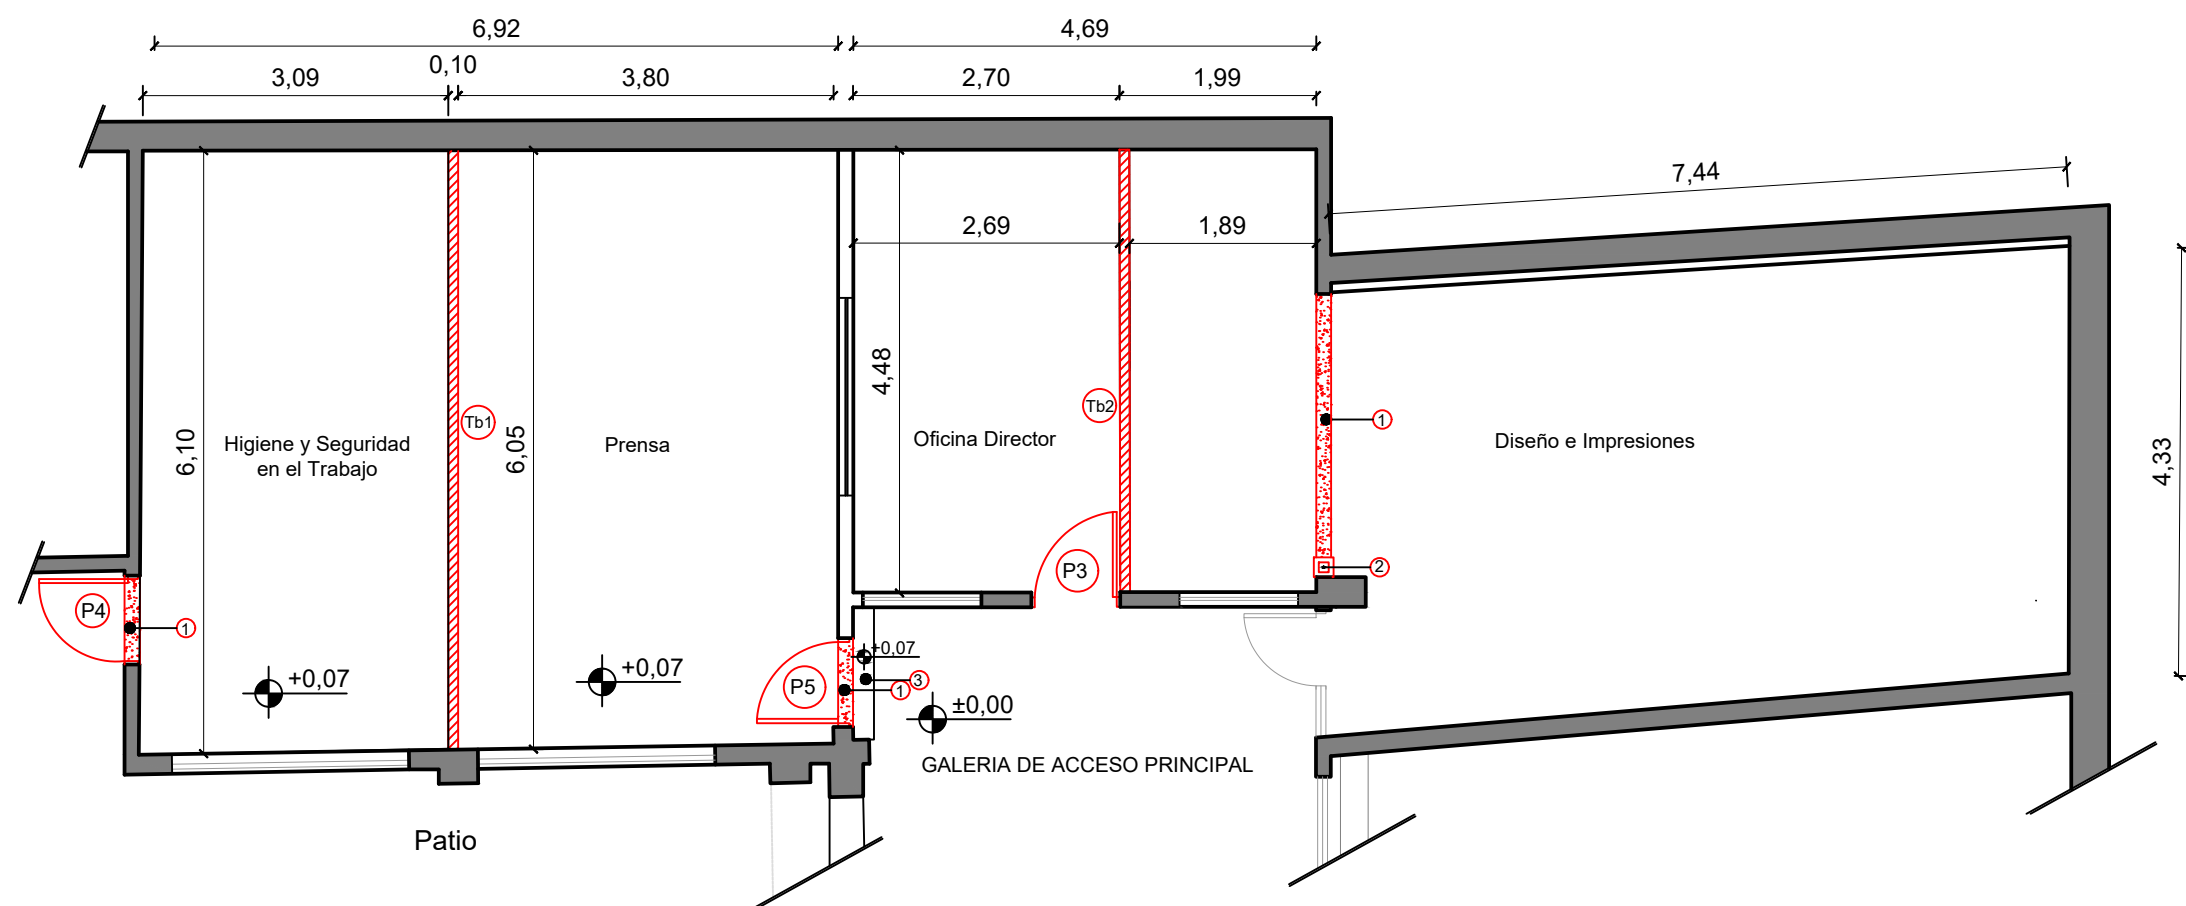 6,92
4,69
3,09
0,10
3,80
2,70
1,99
7,44
2,69
1,89
4,48
4,33
6,10
6,05
Higiene y Seguridad
en el Trabajo
Tb1
Prensa
Oficina Director
Tb2
1
Diseño e Impresiones
2
P3
P4
1
+0,07
+0,07
P5
+0,07
1
3
±0,00
GALERIA DE ACCESO PRINCIPAL
Patio